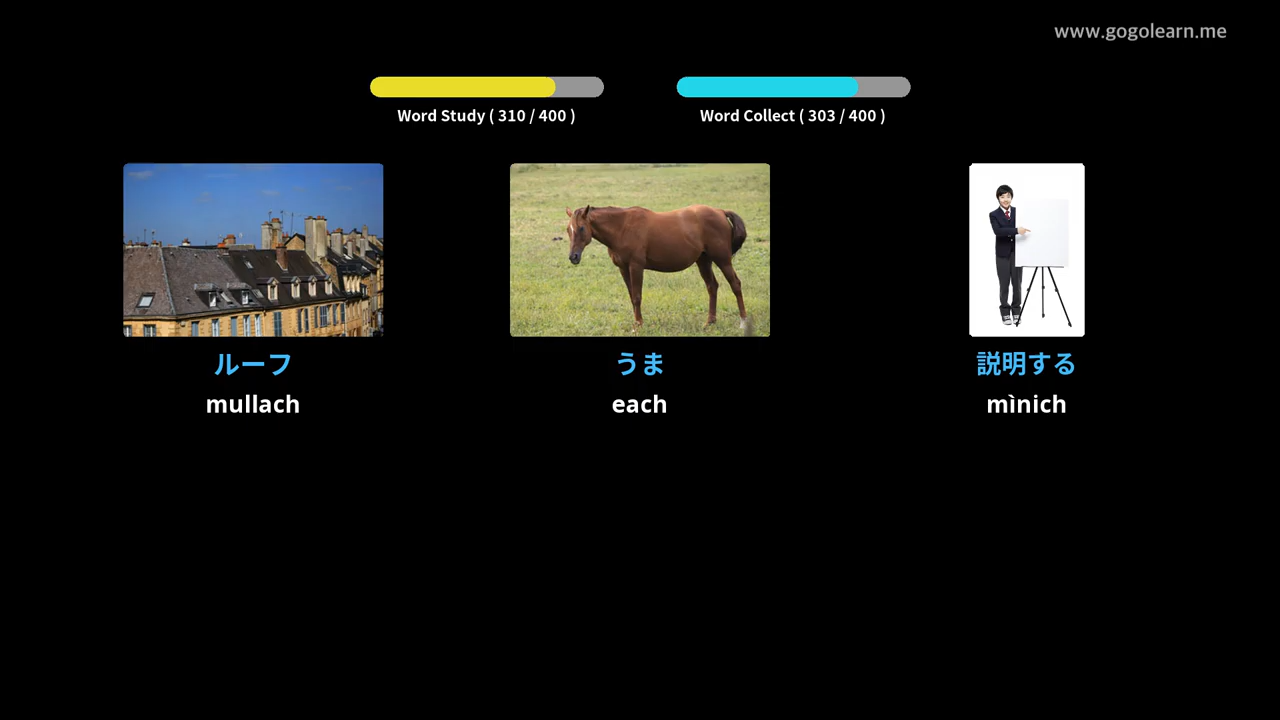 www.gogolearn.me
Word Study ( 310 / 400 )
Word Collect ( 303 / 400 )
ルーフ
うま
説明する
mullach
each
mìnich